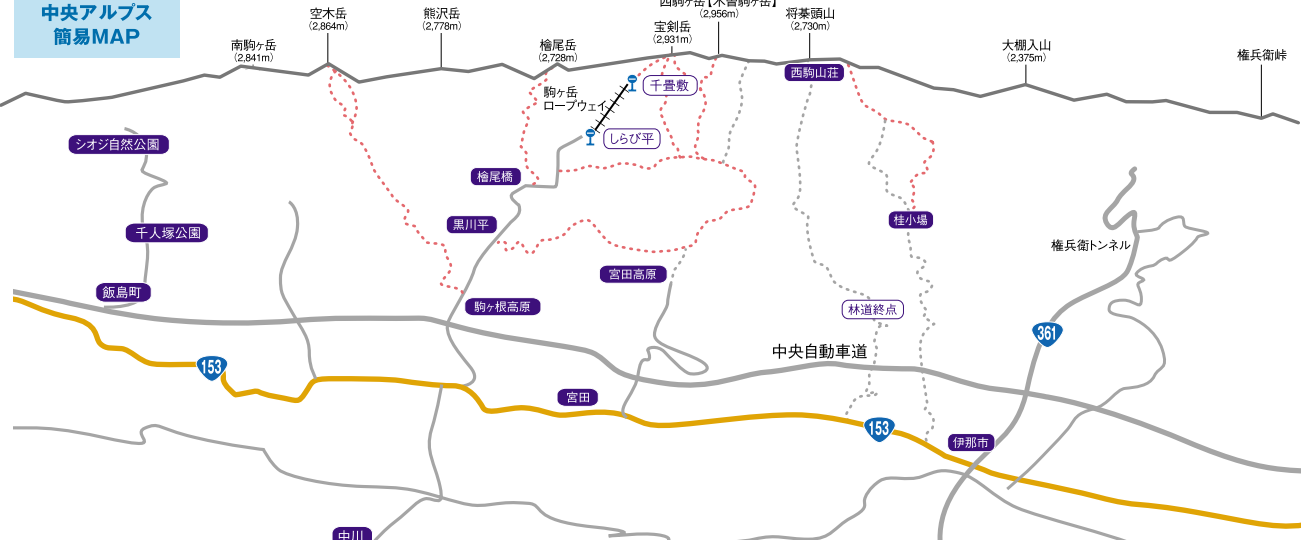 中央アルプス
簡易MAP
南駒ヶ岳
(2,841m)
空木岳
(2,864m)
熊沢岳
(2,778m)
檜尾岳
(2,728m)
宝剣岳
(2,931m)
西駒ヶ岳【木曽駒ヶ岳】
(2,956m)
将棊頭山
(2,730m)
大棚入山
(2,375m)
権兵衛峠
西駒山荘
千畳敷
駒ヶ岳
ロープウェイ
しらび平
シオジ自然公園
檜尾橋
千人塚公園
黒川平
桂小場
権兵衛トンネル
宮田高原
飯島町
駒ヶ根高原
林道終点
361
中央自動車道
153
宮田
153
伊那市
中川